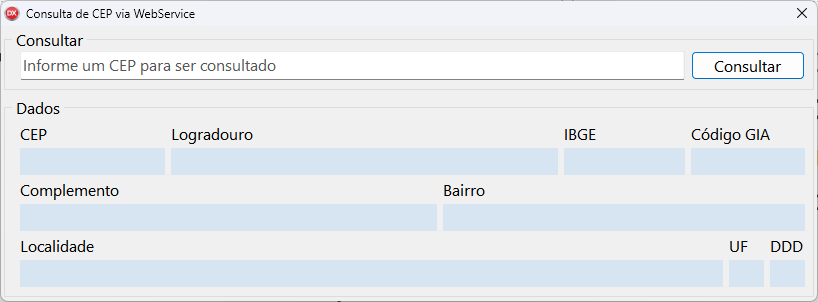 DX Consulta de CEP via WebService
Consultar
Informe um CEP para ser consultado Consultar
Dados
CEP Logradouro IBGE Código GIA
Complemento Bairro
Localidade UF DDD